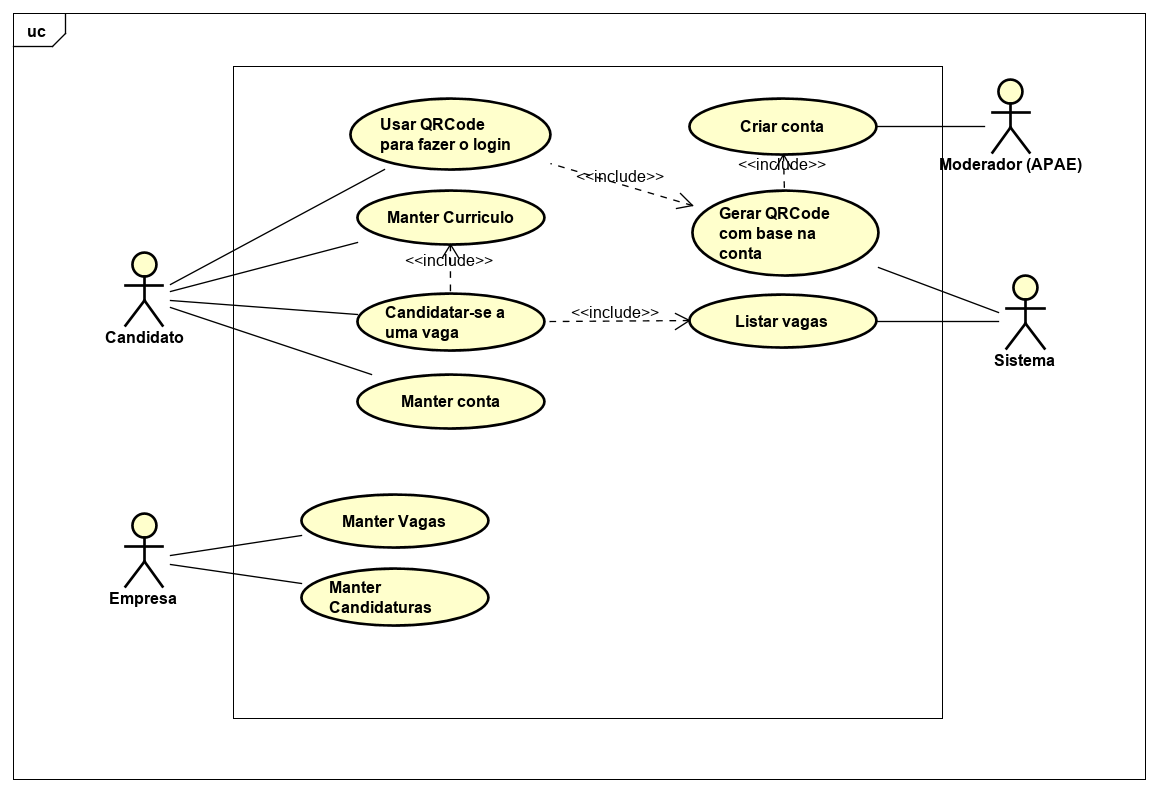 uc
Usar QRCode
para fazer o login
Criar conta
Moderador (APAE)
<<include>>
<<include>>
Manter Curriculo
Gerar QRCode
com base na
conta
<<include>>
Candidatar-se a
uma vaga
<<include>>
Listar vagas
Candidato
Sistema
Manter conta
Manter Vagas
Manter
Candidaturas
Empresa